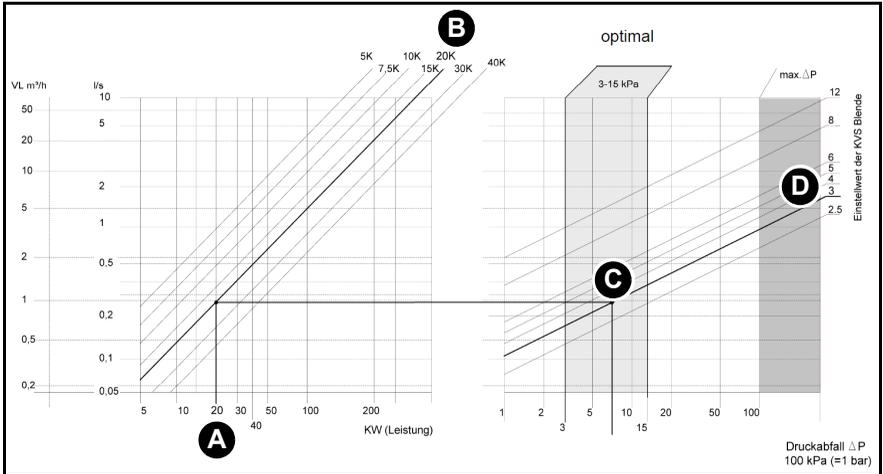 B
optimal
5K
10K
20K
7,5K
15K
30K
40K
VL m³/h
l/s
3-15 kPa
max.ΔP
10
50
5
20
10
2
5
1
2
0,5
1
0,2
0,5
0,1
0,2
0,05
12
8
6
5
4
3
2.5
D
C
Einstellwert der KVS Blende
5
10
20
30
40
50
100
200
A
KW (Leistung)
1
2
3
5
10
15
20
50
100
Druckabfall ΔP
100 kPa (=1 bar)